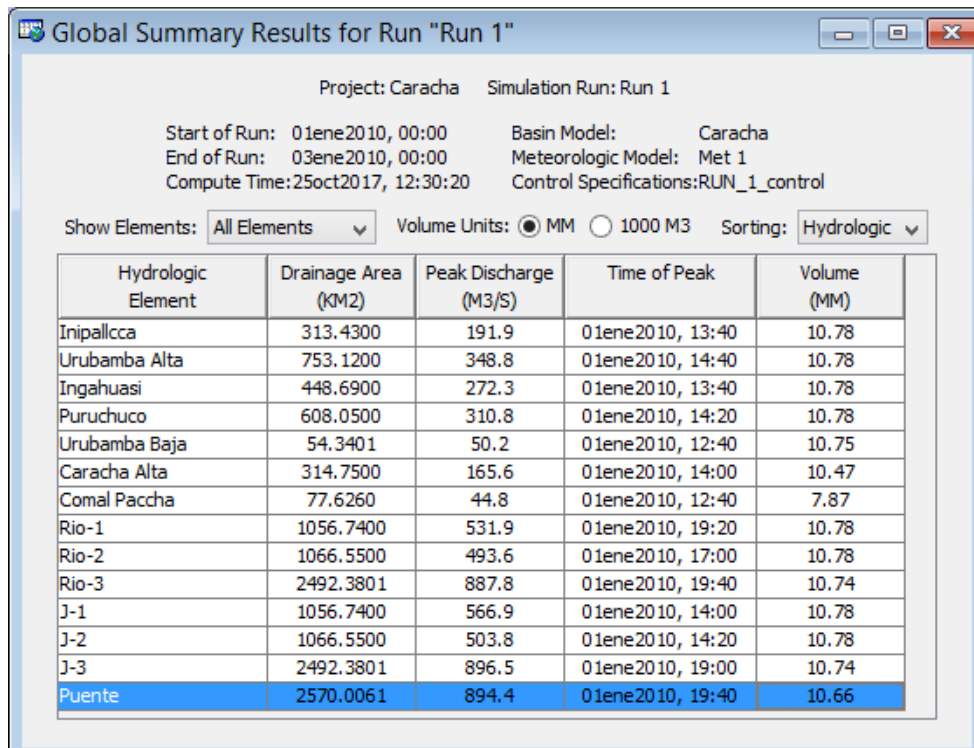 Global Summary Results for Run "Run 1"
Project: Caracha Simulation Run: Run 1
Start of Run: 01ene2010, 00:00 Basin Model: Caracha
End of Run: 03ene2010, 00:00 Meteorologic Model: Met 1
Compute Time:25oct2017, 12:30:20 Control Specifications:RUN_1_control
Show Elements: All Elements Volume Units: MM 1000 M3 Sorting: Hydrologic
Hydrologic Drainage Area Peak Discharge Time of Peak Volume
Element (KM2) (M3/S) (MM)
Inipallcca 313.4300 191.9 01ene2010, 13:40 10.78
Urubamba Alta 753.1200 348.8 01ene2010, 14:40 10.78
Ingahuasi 448.6900 272.3 01ene2010, 13:40 10.78
Puruchuco 608.0500 310.8 01ene2010, 14:20 10.78
Urubamba Baja 54.3401 50.2 01ene2010, 12:40 10.75
Caracha Alta 314.7500 165.6 01ene2010, 14:00 10.47
Comal Paccha 77.6260 44.8 01ene2010, 12:40 7.87
Rio-1 1056.7400 531.9 01ene2010, 19:20 10.78
Rio-2 1066.5500 493.6 01ene2010, 17:00 10.78
Rio-3 2492.3801 887.8 01ene2010, 19:40 10.74
J-1 1056.7400 566.9 01ene2010, 14:00 10.78
J-2 1066.5500 503.8 01ene2010, 14:20 10.78
J-3 2492.3801 896.5 01ene2010, 19:00 10.74
Puente 2570.0061 894.4 01ene2010, 19:40 10.66